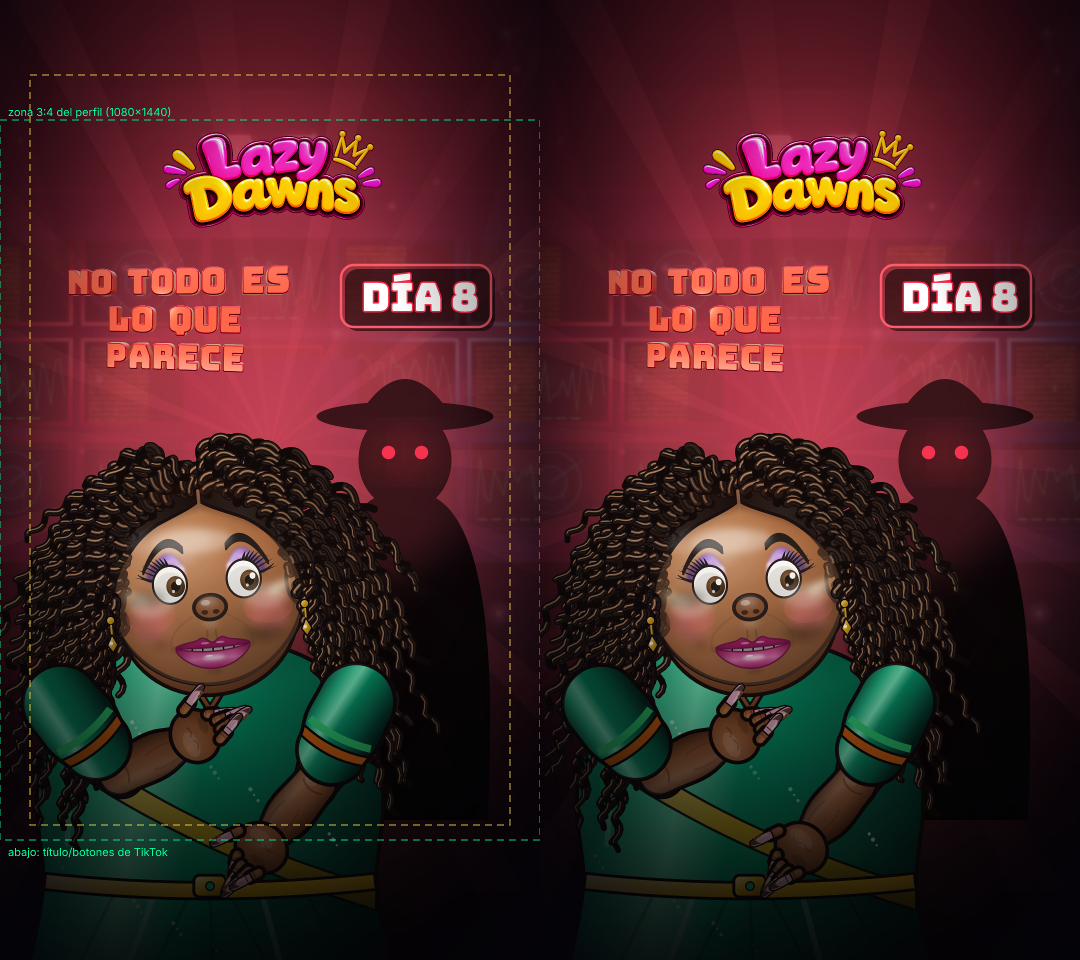 zona 3:4 del perfil (1080×1440)
Lazy
Dawns
NO TODO ES
LO QUE
PARECE
DÍA 8
abajo: título/botones de TikTok
Lazy
Dawns
NO TODO ES
LO QUE
PARECE
DÍA 8